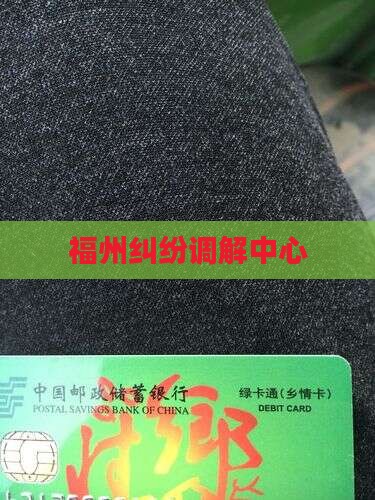 福州纠纷调解中心
中国邮政储蓄银行
POSTAL SAVINGS BANK OF CHINA
绿卡通(乡情卡)
DEBIT CARD
鄉